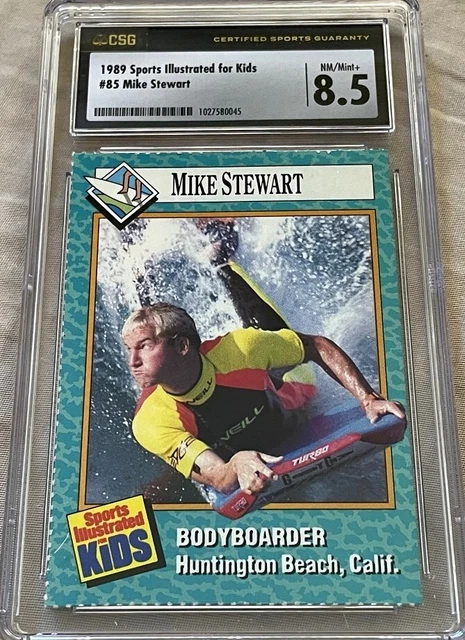 CSG CERTIFIED SPORTS GUARANTY
1989 Sports Illustrated for Kids
#85 Mike Stewart
NM/Mint+
8.5
1027580045
MIKE STEWART
O'NEILL
TURBO
Sports
Illustrated
FOR
KiDS
BODYBOARDER
Huntington Beach, Calif.